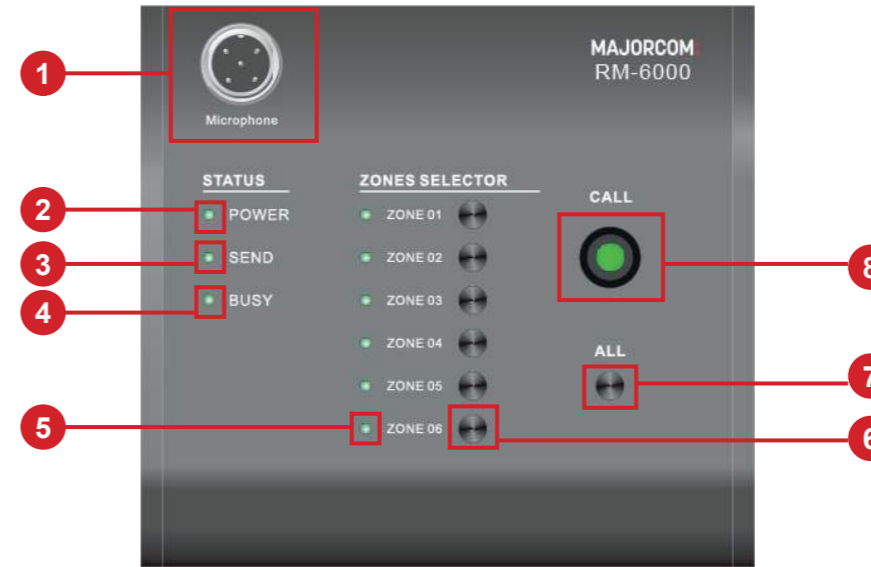 1
MAJORCOM
RM-6000
Microphone
STATUS
ZONES SELECTOR
CALL
2
POWER
ZONE 01
3
SEND
ZONE 02
8
4
BUSY
ZONE 03
ZONE 04
ALL
ZONE 05
7
5
ZONE 06
6